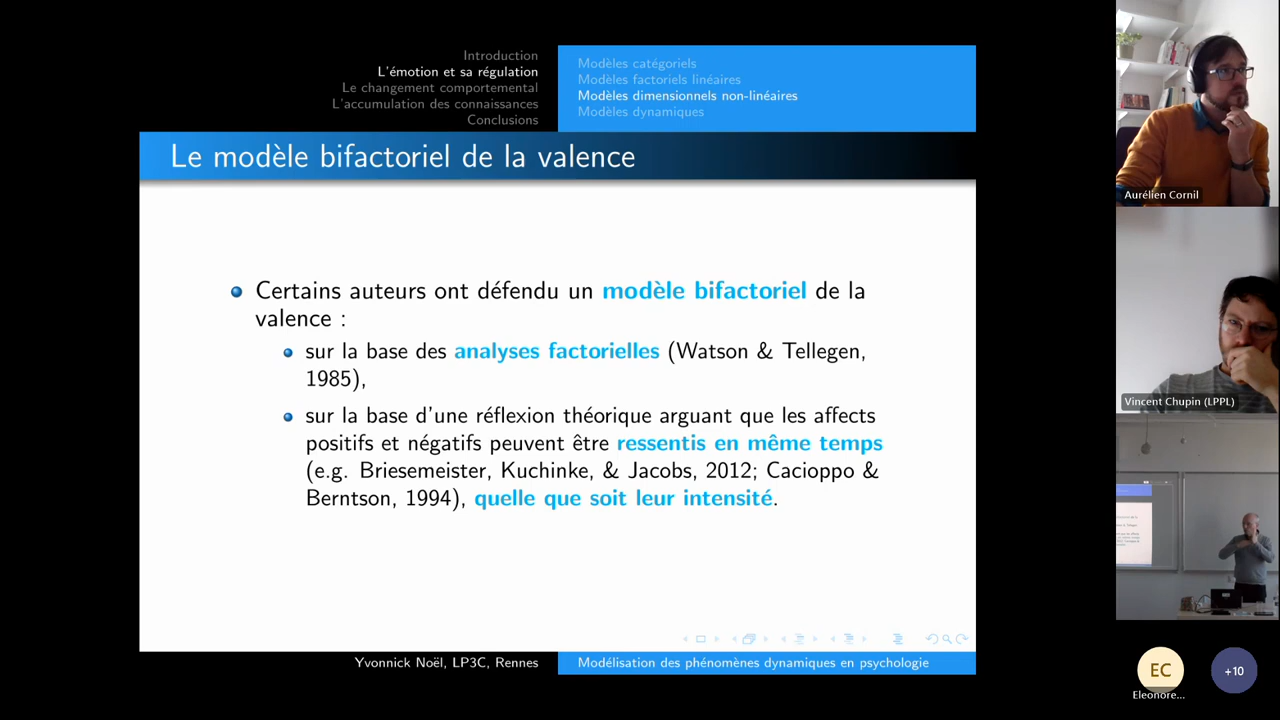 Introduction
L'émotion et sa régulation
Le changement comportemental
L'accumulation des connaissances
Conclusions
Modèles catégoriels
Modèles factoriels linéaires
Modèles dimensionnels non-linéaires
Modèles dynamiques
Le modèle bifactoriel de la valence
Certains auteurs ont défendu un modèle bifactoriel de la
valence :
sur la base des analyses factorielles (Watson & Tellegen,
1985),
sur la base d'une réflexion théorique arguant que les affects
positifs et négatifs peuvent être ressentis en même temps
(e.g. Briesemeister, Kuchinke, & Jacobs, 2012; Cacioppo &
Berntson, 1994), quelle que soit leur intensité.
Yvonnick Noël, LP3C, Rennes
Modélisation des phénomènes dynamiques en psychologie
Aurélien Cornil
Vincent Chupin (LPPL)
EC
Eleonore...
+10